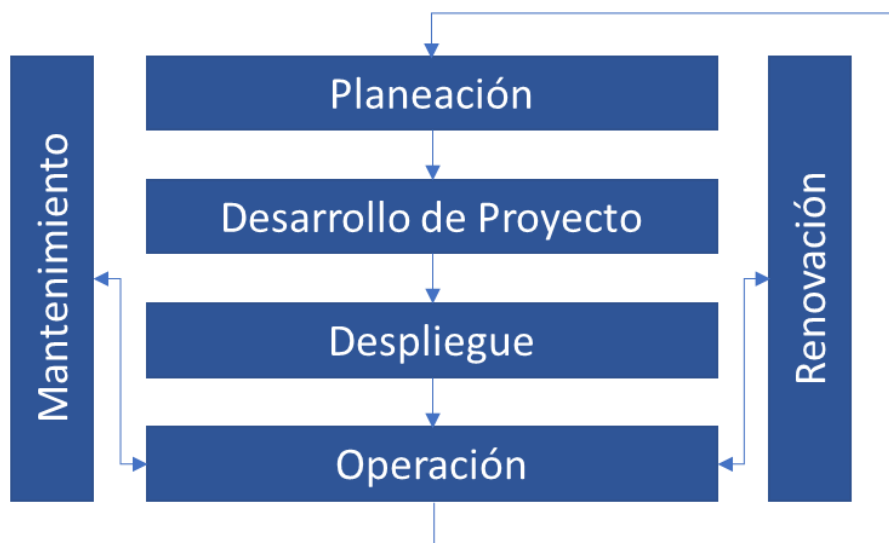 Planeación
Desarrollo de Proyecto
Despliegue
Operación
Mantenimiento
Renovación